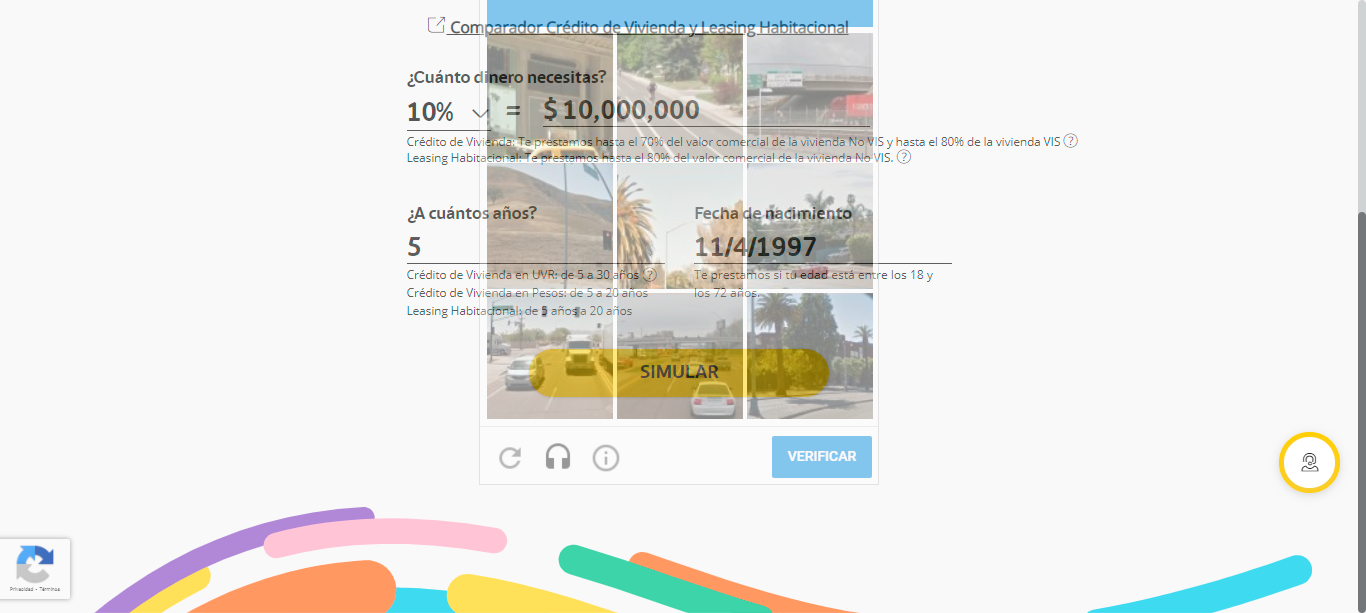 Comparador Crédito de Vivienda y Leasing Habitacional
¿Cuánto dinero necesitas?
10% = $ 10,000,000
Crédito de Vivienda: Te prestamos hasta el 70% del valor comercial de la vivienda No VIS y hasta el 80% de la vivienda VIS ?
Leasing Habitacional: Te prestamos hasta el 80% del valor comercial de la vivienda No VIS. ?
¿A cuántos años?
5
Crédito de Vivienda en UVR: de 5 a 30 años ?
Crédito de Vivienda en Pesos: de 5 a 20 años
Leasing Habitacional: de 5 años a 20 años
Fecha de nacimiento
11/4/1997
Te prestamos si tu edad está entre los 18 y
los 72 años.
SIMULAR
VERIFICAR
Privacidad - Términos